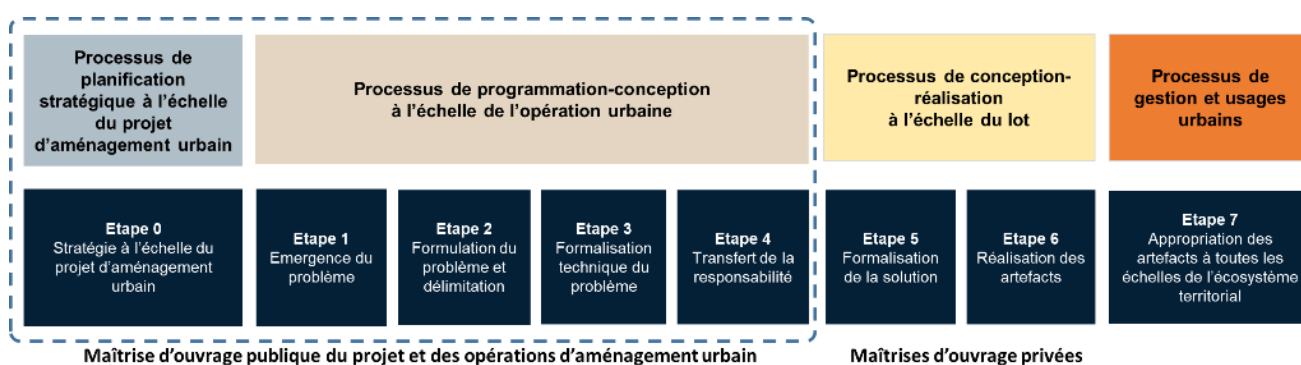 Processus de
planification
stratégique à l'échelle
du projet
d'aménagement urbain
Processus de programmation-conception
à l'échelle de l'opération urbaine
Processus de conception-
réalisation
à l'échelle du lot
Processus de
gestion et usages
urbains
Etape 0
Stratégie à l'échelle du
projet d'aménagement
urbain
Etape 1
Emergence du
problème
Etape 2
Formulation du
problème et
délimitation
Etape 3
Formalisation
technique du
problème
Etape 4
Transfert de la
responsabilité
Etape 5
Formalisation
de la solution
Etape 6
Réalisation des
artefacts
Etape 7
Appropriation des
artefacts à toutes les
échelles de l'écosystème
territorial
Maîtrise d'ouvrage publique du projet et des opérations d'aménagement urbain
Maîtrises d'ouvrage privées